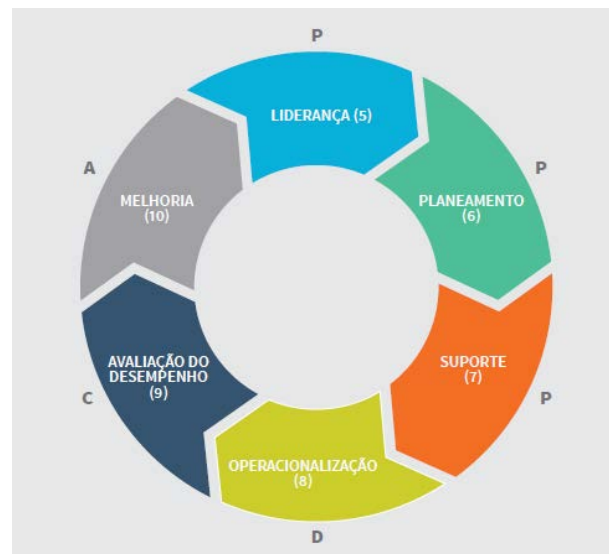 P
LIDERANÇA (5)
P
PLANEAMENTO
(6)
P
SUPORTE
(7)
D
OPERACIONALIZAÇÃO
(8)
C
AVALIAÇÃO DO
DESEMPENHO
(9)
A
MELHORIA
(10)